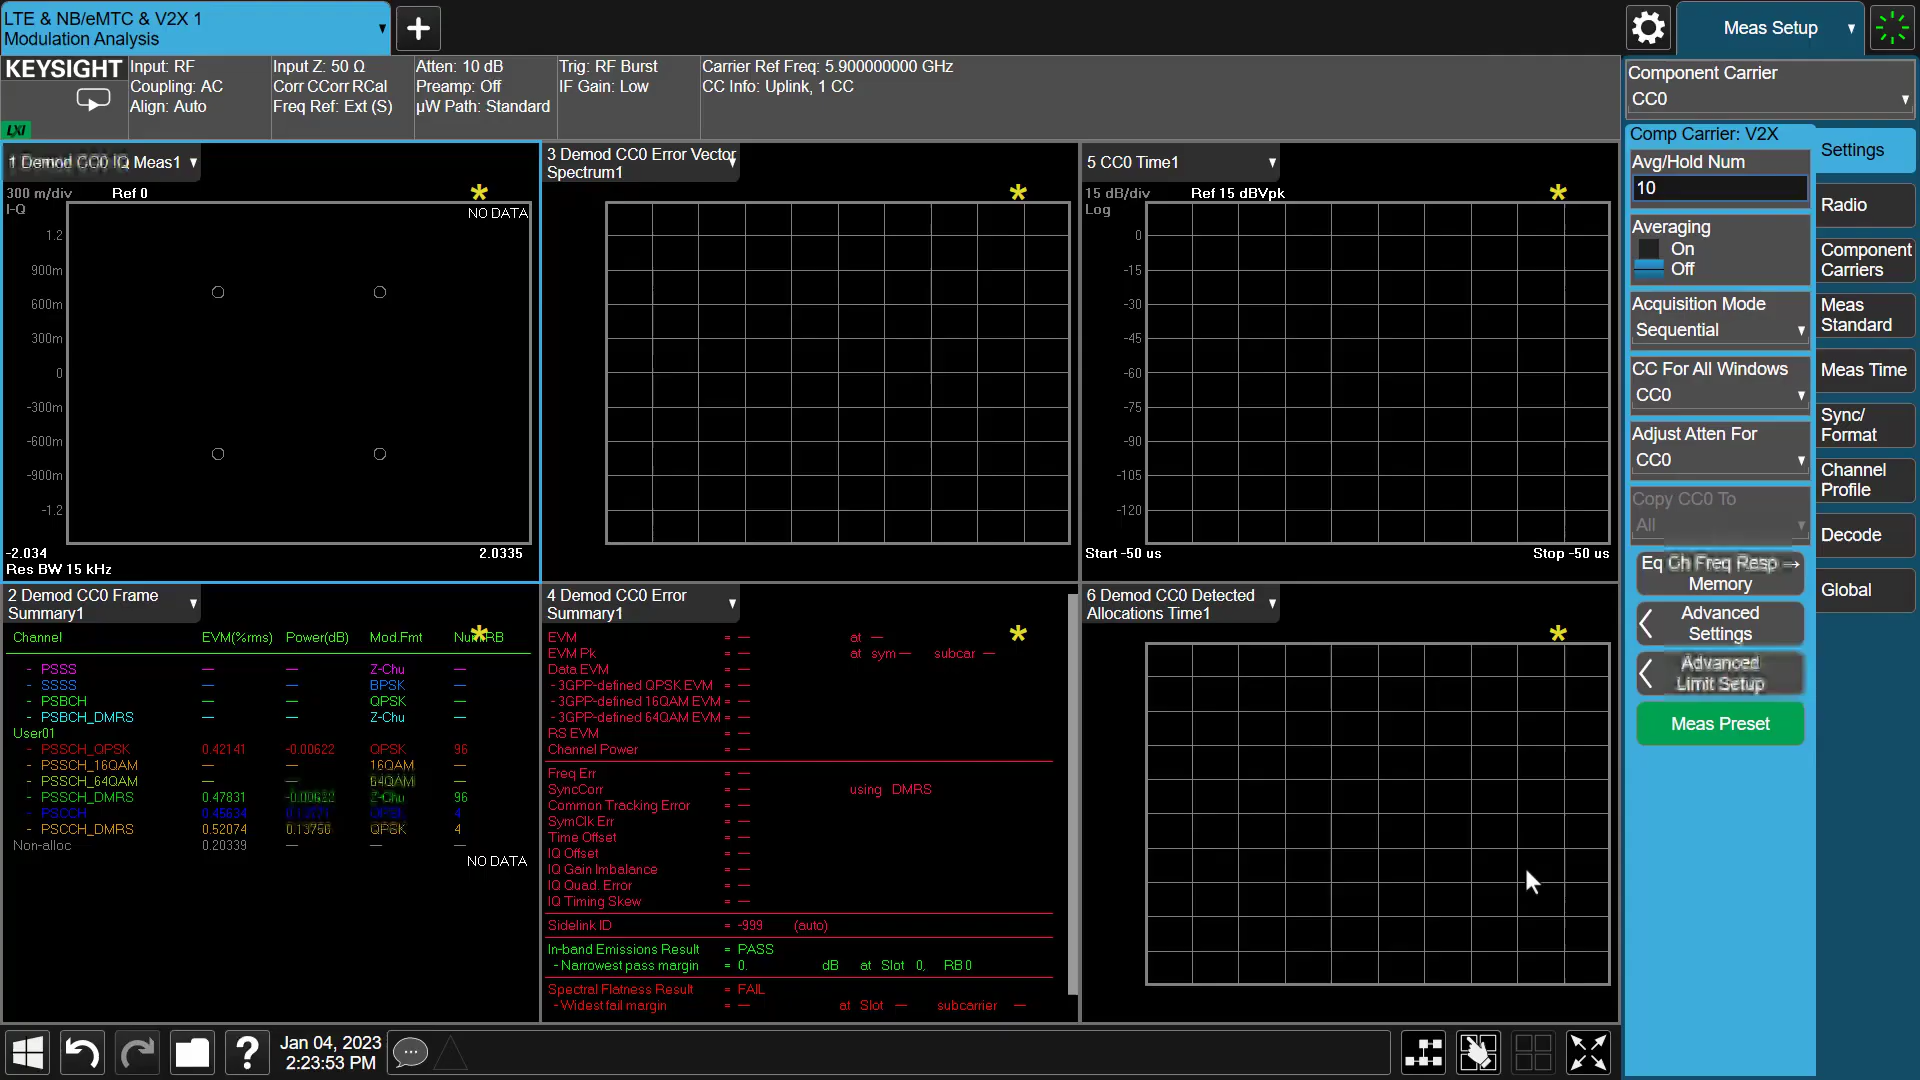 LTE & NB/eMTC & V2X 1
Modulation Analysis
KEYSIGHT
LXI
Input: RF
Coupling: AC
Align: Auto
Input Z: 50 Ω
Corr CCorr RCal
Freq Ref: Ext (S)
Atten: 10 dB
Preamp: Off
µW Path: Standard
Trig: RF Burst
IF Gain: Low
Carrier Ref Freq: 5.900000000 GHz
CC Info: Uplink, 1 CC
Meas Setup
Component Carrier
CC0
1 Demod CC0 IQ Meas1
300 m/div
Ref 0
I-Q
NO DATA
1.2
900m
600m
300m
0
-300m
-600m
-900m
-1.2
-2.034
2.0335
Res BW 15 kHz
3 Demod CC0 Error Vector
Spectrum1
5 CC0 Time1
15 dB/div
Ref 15 dBVpk
Log
0
-15
-30
-45
-60
-75
-90
-105
-120
Start -50 us
Stop -50 us
2 Demod CC0 Frame
Summary1
Channel EVM(%rms) Power(dB) Mod.Fmt RB
- PSSS — — Z-Chu —
- SSSS — — BPSK —
- PSBCH — — QPSK —
- PSBCH_DMRS — — Z-Chu —
User01
- PSSCH_QPSK 0.42141 -0.00622 QPSK 96
- PSSCH_16QAM — — 16QAM —
- PSSCH_64QAM — — 64QAM —
- PSSCH_DMRS 0.47831 -0.00622 Z-Chu 96
- PSCCH 0.45634 4
- PSCCH_DMRS 0.52074 0.13756 QPSK 4
Non-alloc 0.20339 — — —
NO DATA
4 Demod CC0 Error
Summary1
EVM = — at —
EVM Pk = — at sym — subcar —
Data EVM = —
- 3GPP-defined QPSK EVM = —
- 3GPP-defined 16QAM EVM = —
- 3GPP-defined 64QAM EVM = —
RS EVM = —
Channel Power = —
Freq Err = —
SyncCorr = — using DMRS
Common Tracking Error = —
SymClk Err = —
Time Offset = —
IQ Offset = —
IQ Gain Imbalance = —
IQ Quad. Error = —
IQ Timing Skew = —
Sidelink ID = -999 (auto)
In-band Emissions Result = PASS
- Narrowest pass margin = 0. dB at Slot 0, RB 0
Spectral Flatness Result = FAIL
- Widest fail margin = — at Slot — subcarrier —
6 Demod CC0 Detected
Allocations Time1
Comp Carrier: V2X
Avg/Hold Num
10
Averaging
On
Off
Acquisition Mode
Sequential
CC For All Windows
CC0
Adjust Atten For
CC0
Copy CC0 To
All
Eq Ch Freq Resp →
Memory
Advanced
Settings
Advanced
Limit Setup
Meas Preset
Settings
Radio
Component
Carriers
Meas
Standard
Meas Time
Sync/
Format
Channel
Profile
Decode
Global
Jan 04, 2023
2:23:53 PM